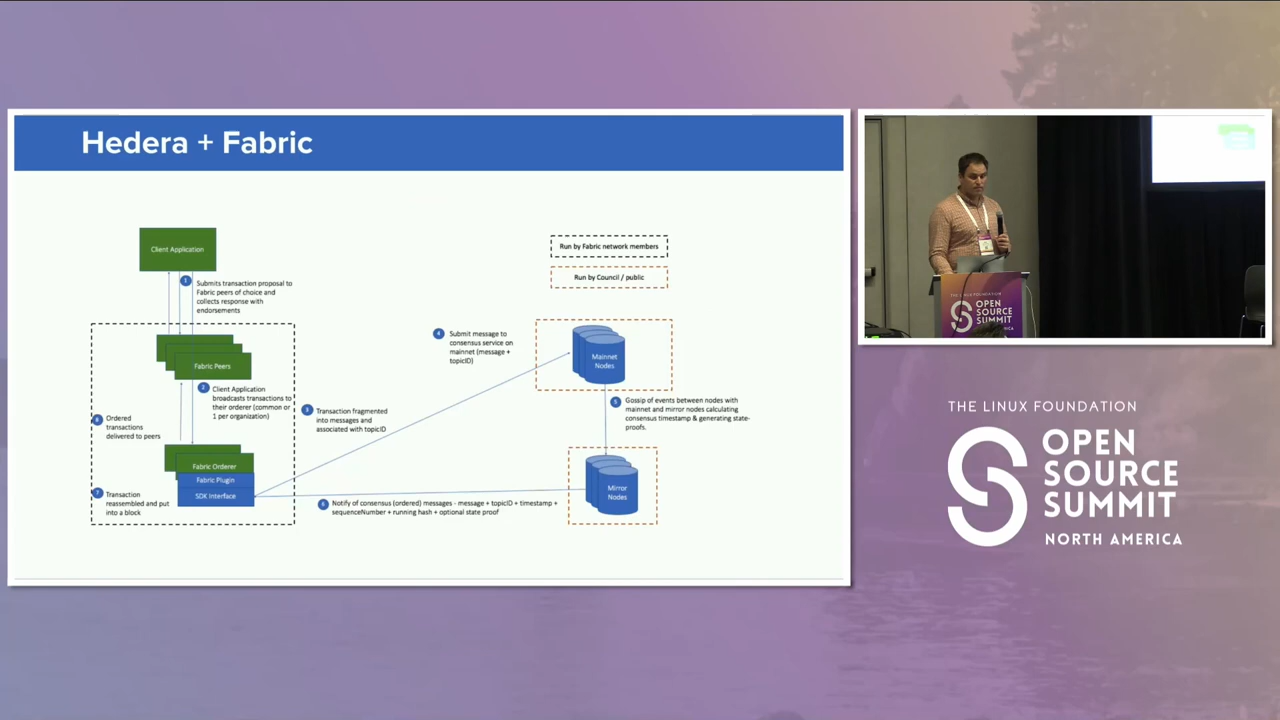 Hedera + Fabric
Client Application
1
Submits transaction proposal to
Fabric peers of choice and
collects response with
endorsements
Run by Fabric network members
Run by Council / public
Fabric Peers
2
Client Application
broadcasts transactions to
their orderer (common or
1 per organization)
3
Transaction fragmented
into messages and
associated with topicID
4
Submit message to
consensus service on
mainnet (message +
topicID)
Mainnet
Nodes
5
Gossip of events between nodes with
mainnet and mirror nodes calculating
consensus timestamp & generating state-
proofs.
Mirror
Nodes
6
Notify of consensus (ordered) messages - message + topicID + timestamp +
sequenceNumber + running hash + optional state proof
8
Ordered
transactions
delivered to peers
Fabric Orderer
Fabric Plugin
SDK Interface
7
Transaction
reassembled and put
into a block
THE LINUX FOUNDATION
OPEN
SOURCE
SUMMIT
THE LINUX FOUNDATION
OPEN
SOURCE
SUMMIT
NORTH AMERICA